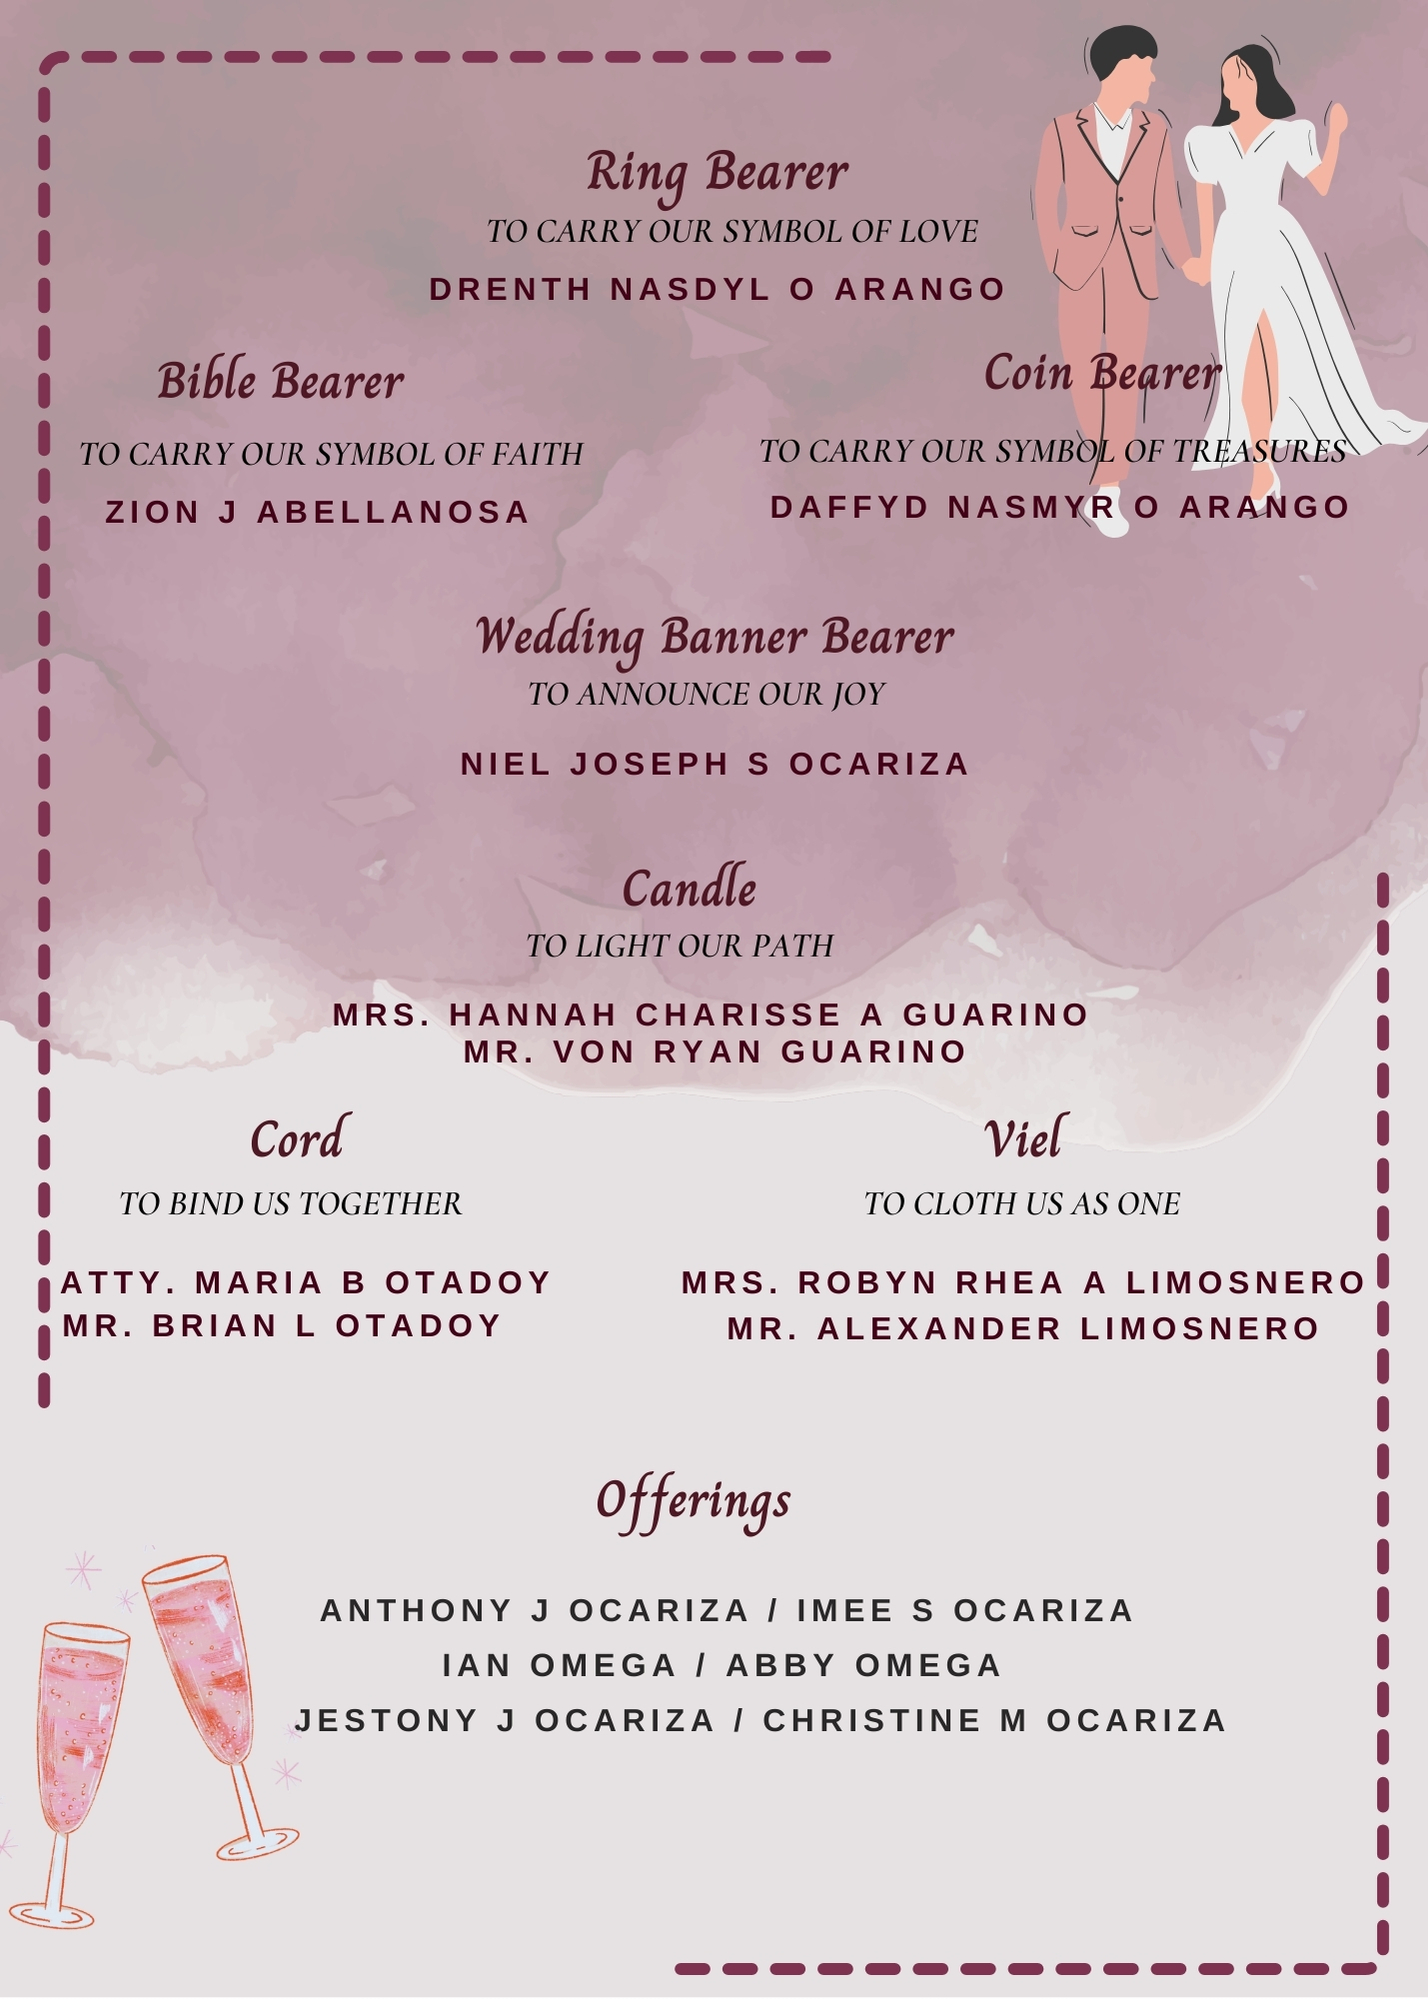 Ring Bearer
TO CARRY OUR SYMBOL OF LOVE
DRENTH NASDYL O ARANGO
Bible Bearer
TO CARRY OUR SYMBOL OF FAITH
ZION J ABELLANOSA
Coin Bearer
TO CARRY OUR SYMBOL OF TREASURES
DAFFYD NASMYR O ARANGO
Wedding Banner Bearer
TO ANNOUNCE OUR JOY
NIEL JOSEPH S OCARIZA
Candle
TO LIGHT OUR PATH
MRS. HANNAH CHARISSE A GUARINO
MR. VON RYAN GUARINO
Cord
TO BIND US TOGETHER
ATTY. MARIA B OTADOY
MR. BRIAN L OTADOY
Viel
TO CLOTH US AS ONE
MRS. ROBYN RHEA A LIMOSNERO
MR. ALEXANDER LIMOSNERO
Offerings
ANTHONY J OCARIZA / IMEE S OCARIZA
IAN OMEGA / ABBY OMEGA
JESTONY J OCARIZA / CHRISTINE M OCARIZA